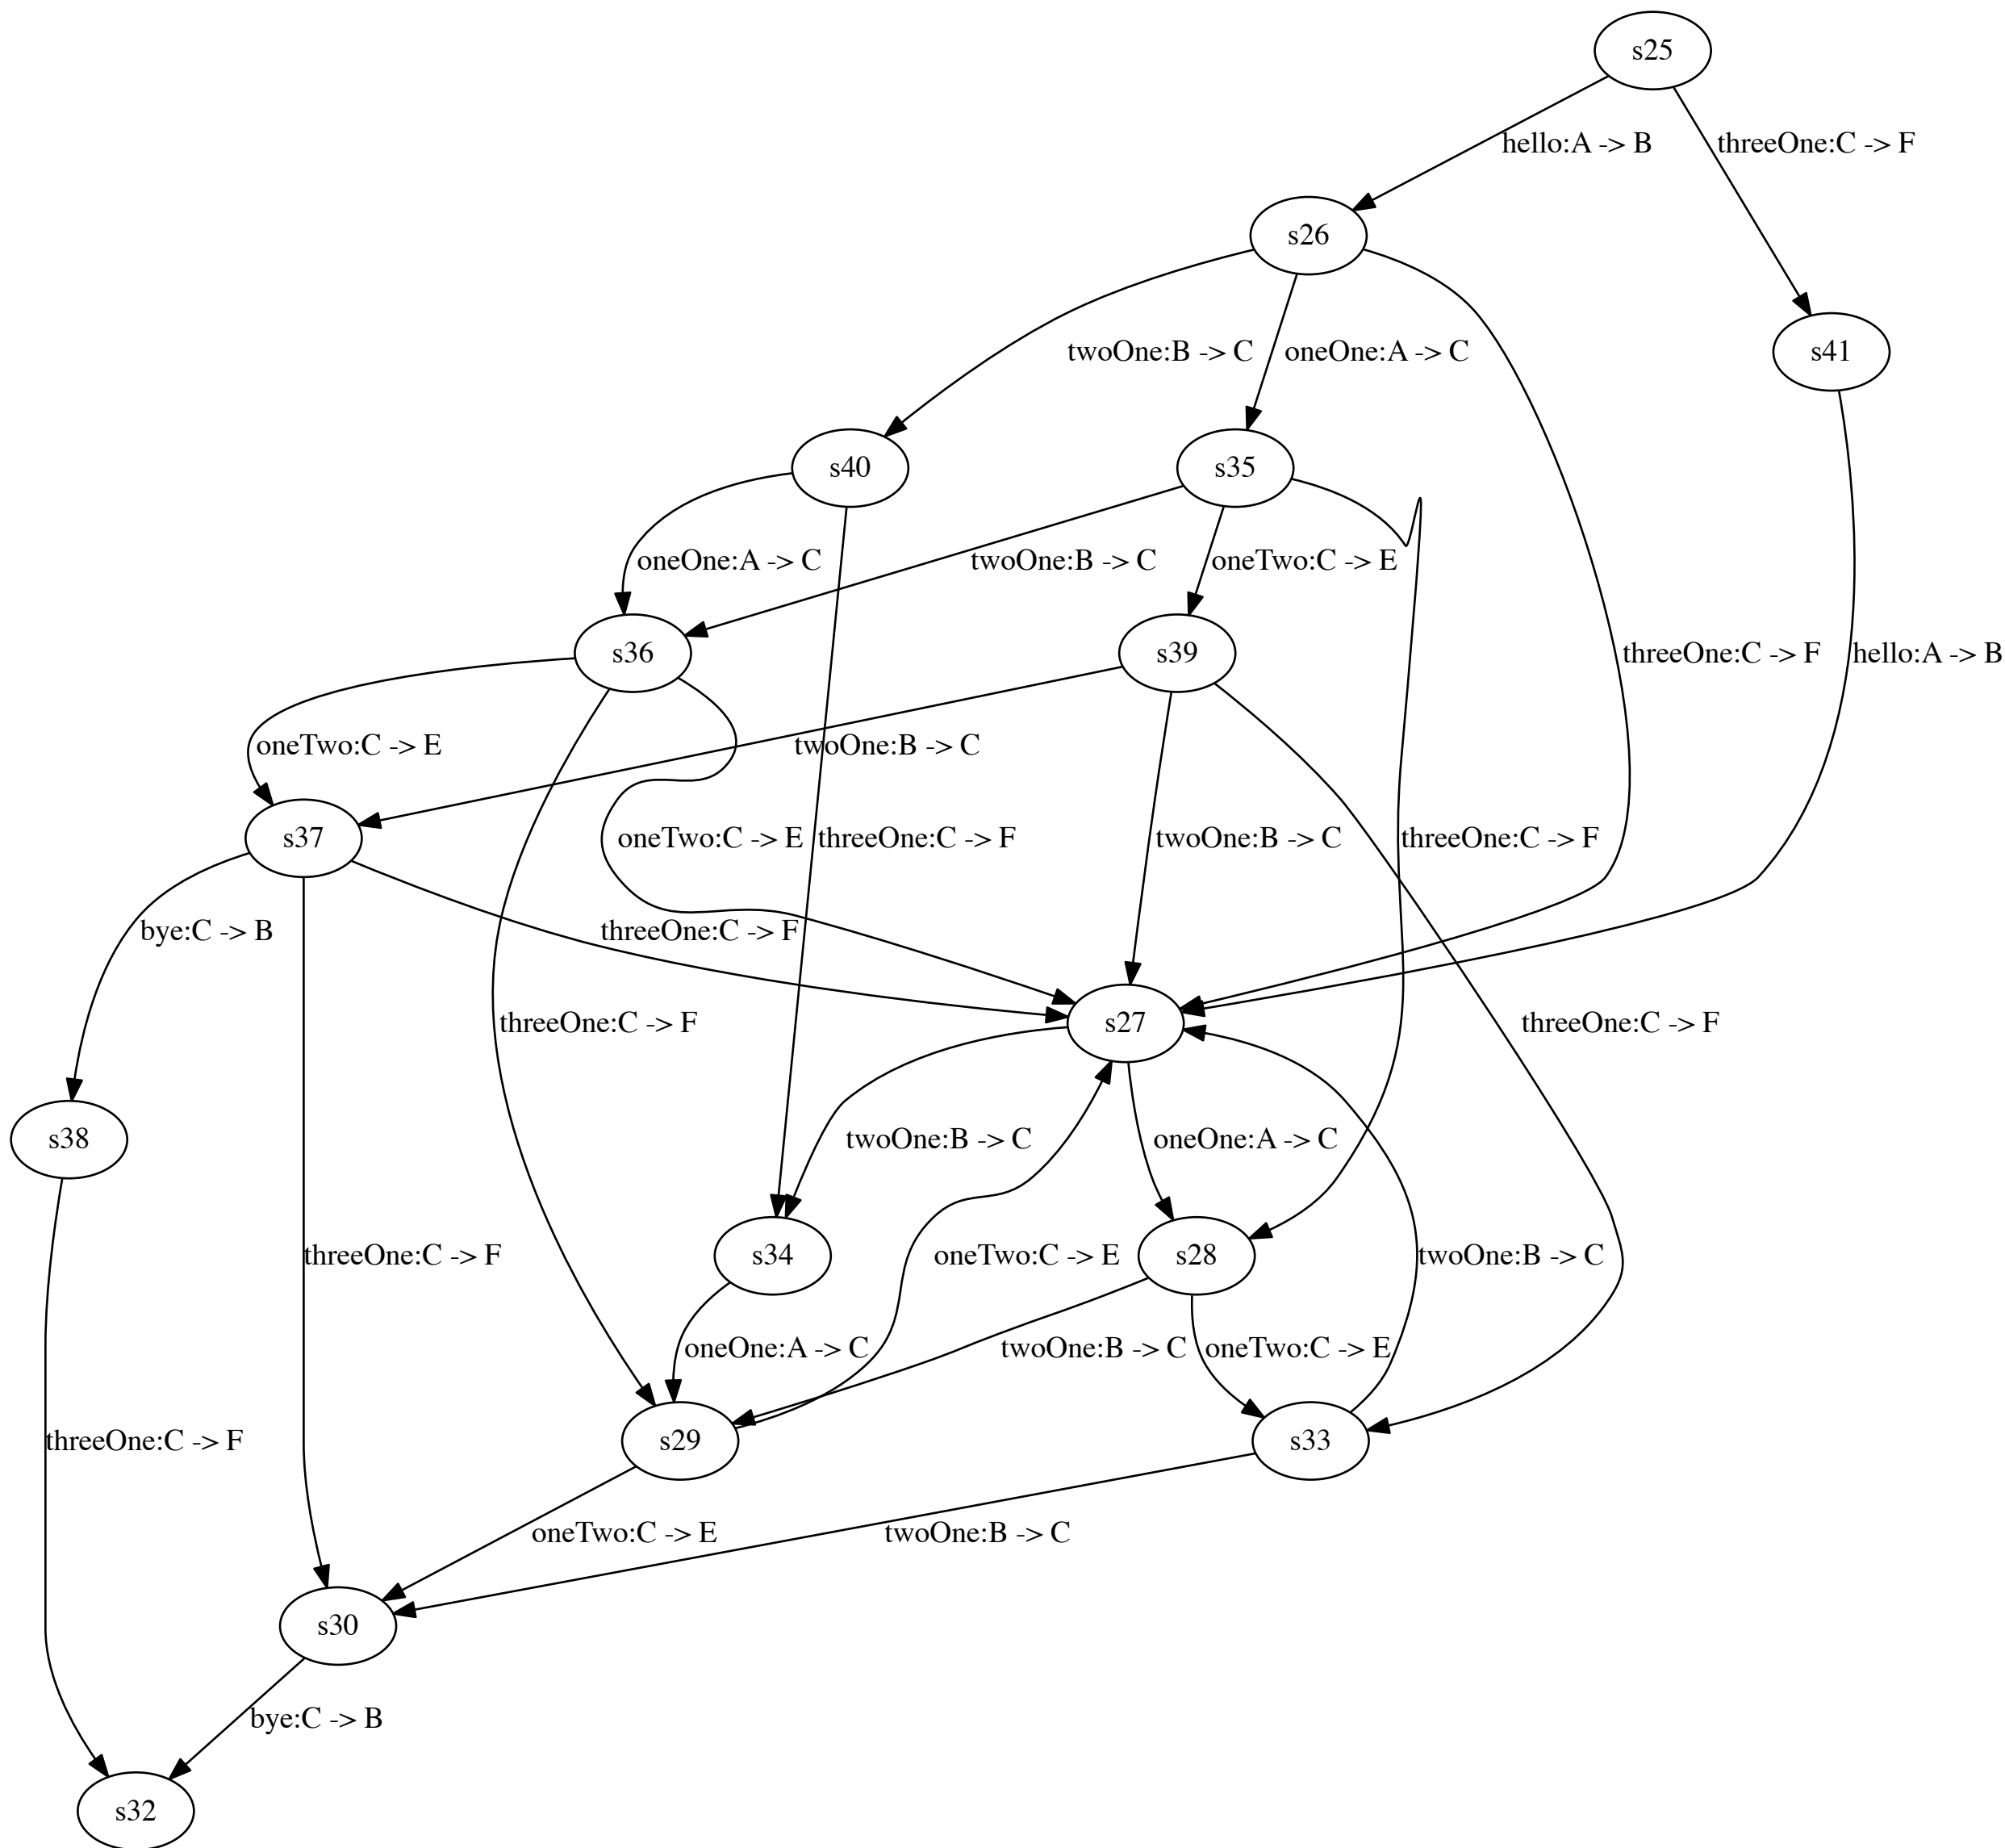 s25
hello:A -> B
threeOne:C -> F
s26
twoOne:B -> C
oneOne:A -> C
s41
s40
s35
oneOne:A -> C
twoOne:B -> C
oneTwo:C -> E
s36
s39
threeOne:C -> F
hello:A -> B
oneTwo:C -> E
twoOne:B -> C
s37
oneTwo:C -> E
threeOne:C -> F
twoOne:B -> C
threeOne:C -> F
bye:C -> B
threeOne:C -> F
threeOne:C -> F
s27
threeOne:C -> F
s38
twoOne:B -> C
oneOne:A -> C
threeOne:C -> F
s34
oneTwo:C -> E
s28
twoOne:B -> C
oneOne:A -> C
twoOne:B -> C
oneTwo:C -> E
threeOne:C -> F
s29
s33
oneTwo:C -> E
twoOne:B -> C
s30
bye:C -> B
s32